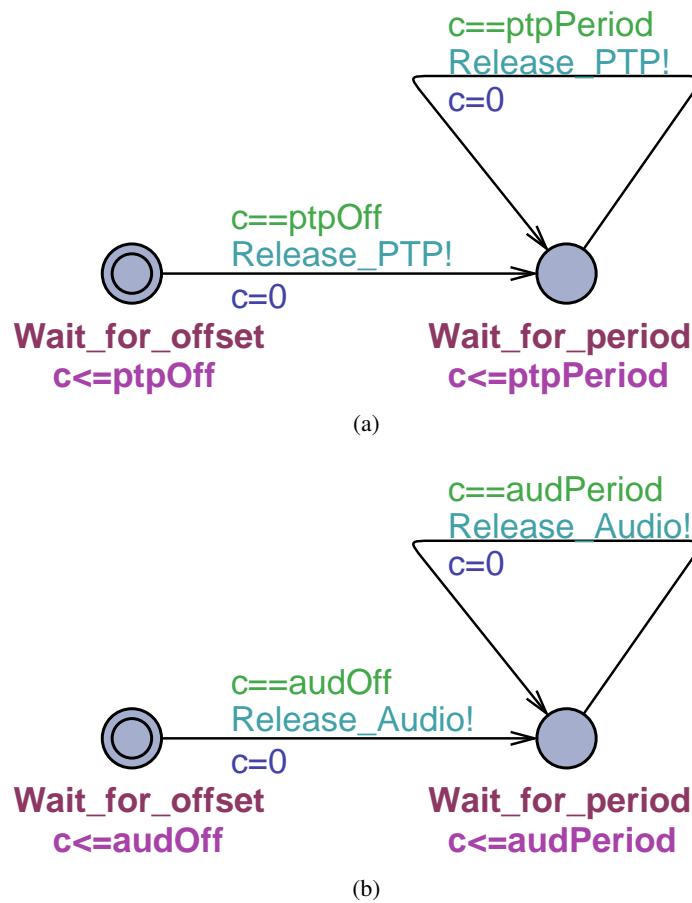 c==ptpPeriod
Release_PTP!
c=0
c==ptpOff
Release_PTP!
c=0
Wait_for_offset
c<=ptpOff
Wait_for_period
c<=ptpPeriod
(a)
c==audPeriod
Release_Audio!
c=0
c==audOff
Release_Audio!
c=0
Wait_for_offset
c<=audOff
Wait_for_period
c<=audPeriod
(b)